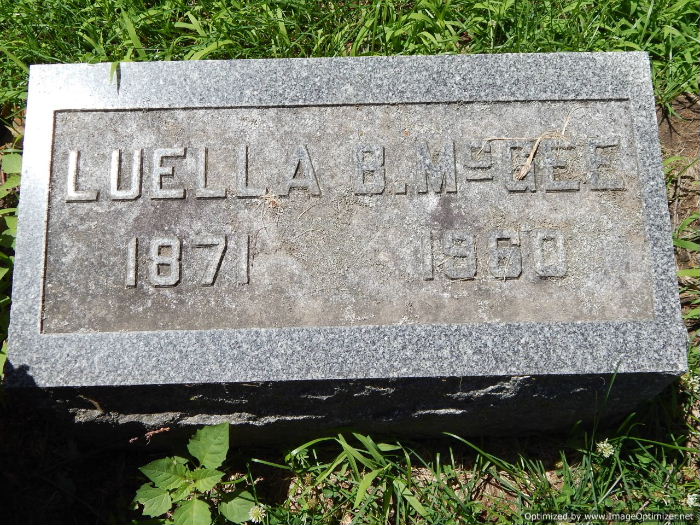 LUELLA B. McGEE
1871 1960
Optimized by www.ImageOptimizer.net